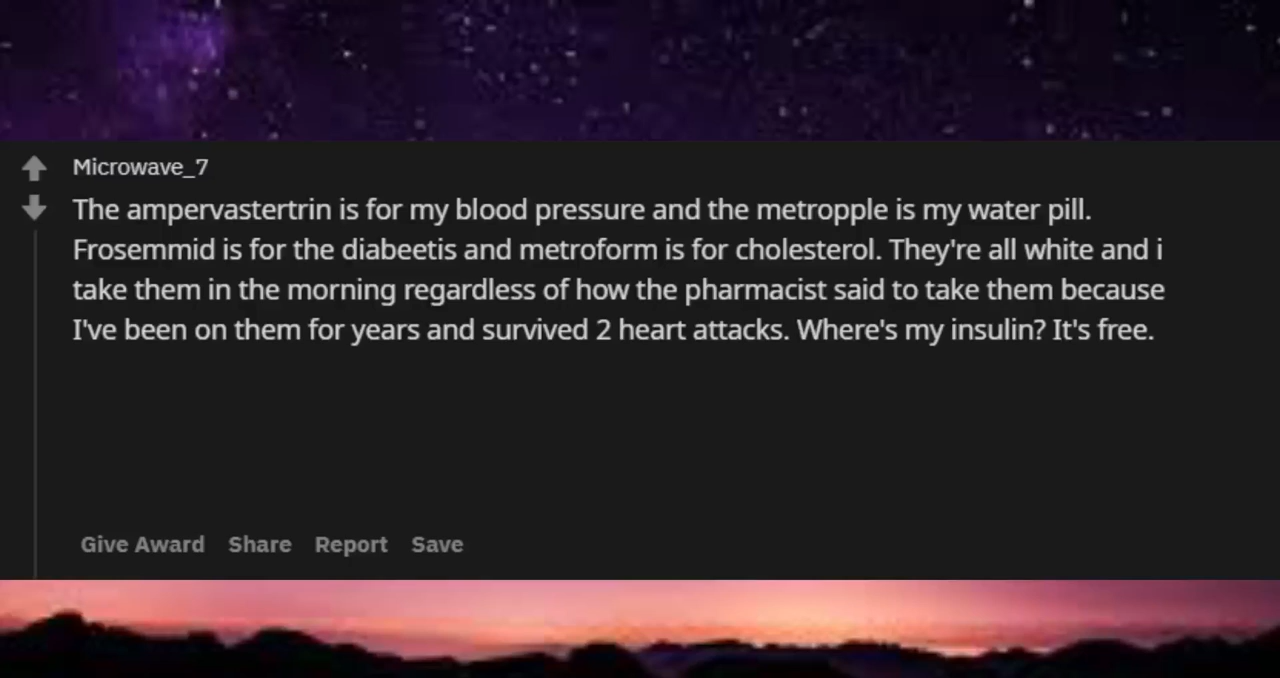 Microwave_7
The ampervastertrin is for my blood pressure and the metropple is my water pill.
Frosemmid is for the diabeetis and metroform is for cholesterol. They're all white and i
take them in the morning regardless of how the pharmacist said to take them because
I've been on them for years and survived 2 heart attacks. Where's my insulin? It's free.
Give Award Share Report Save